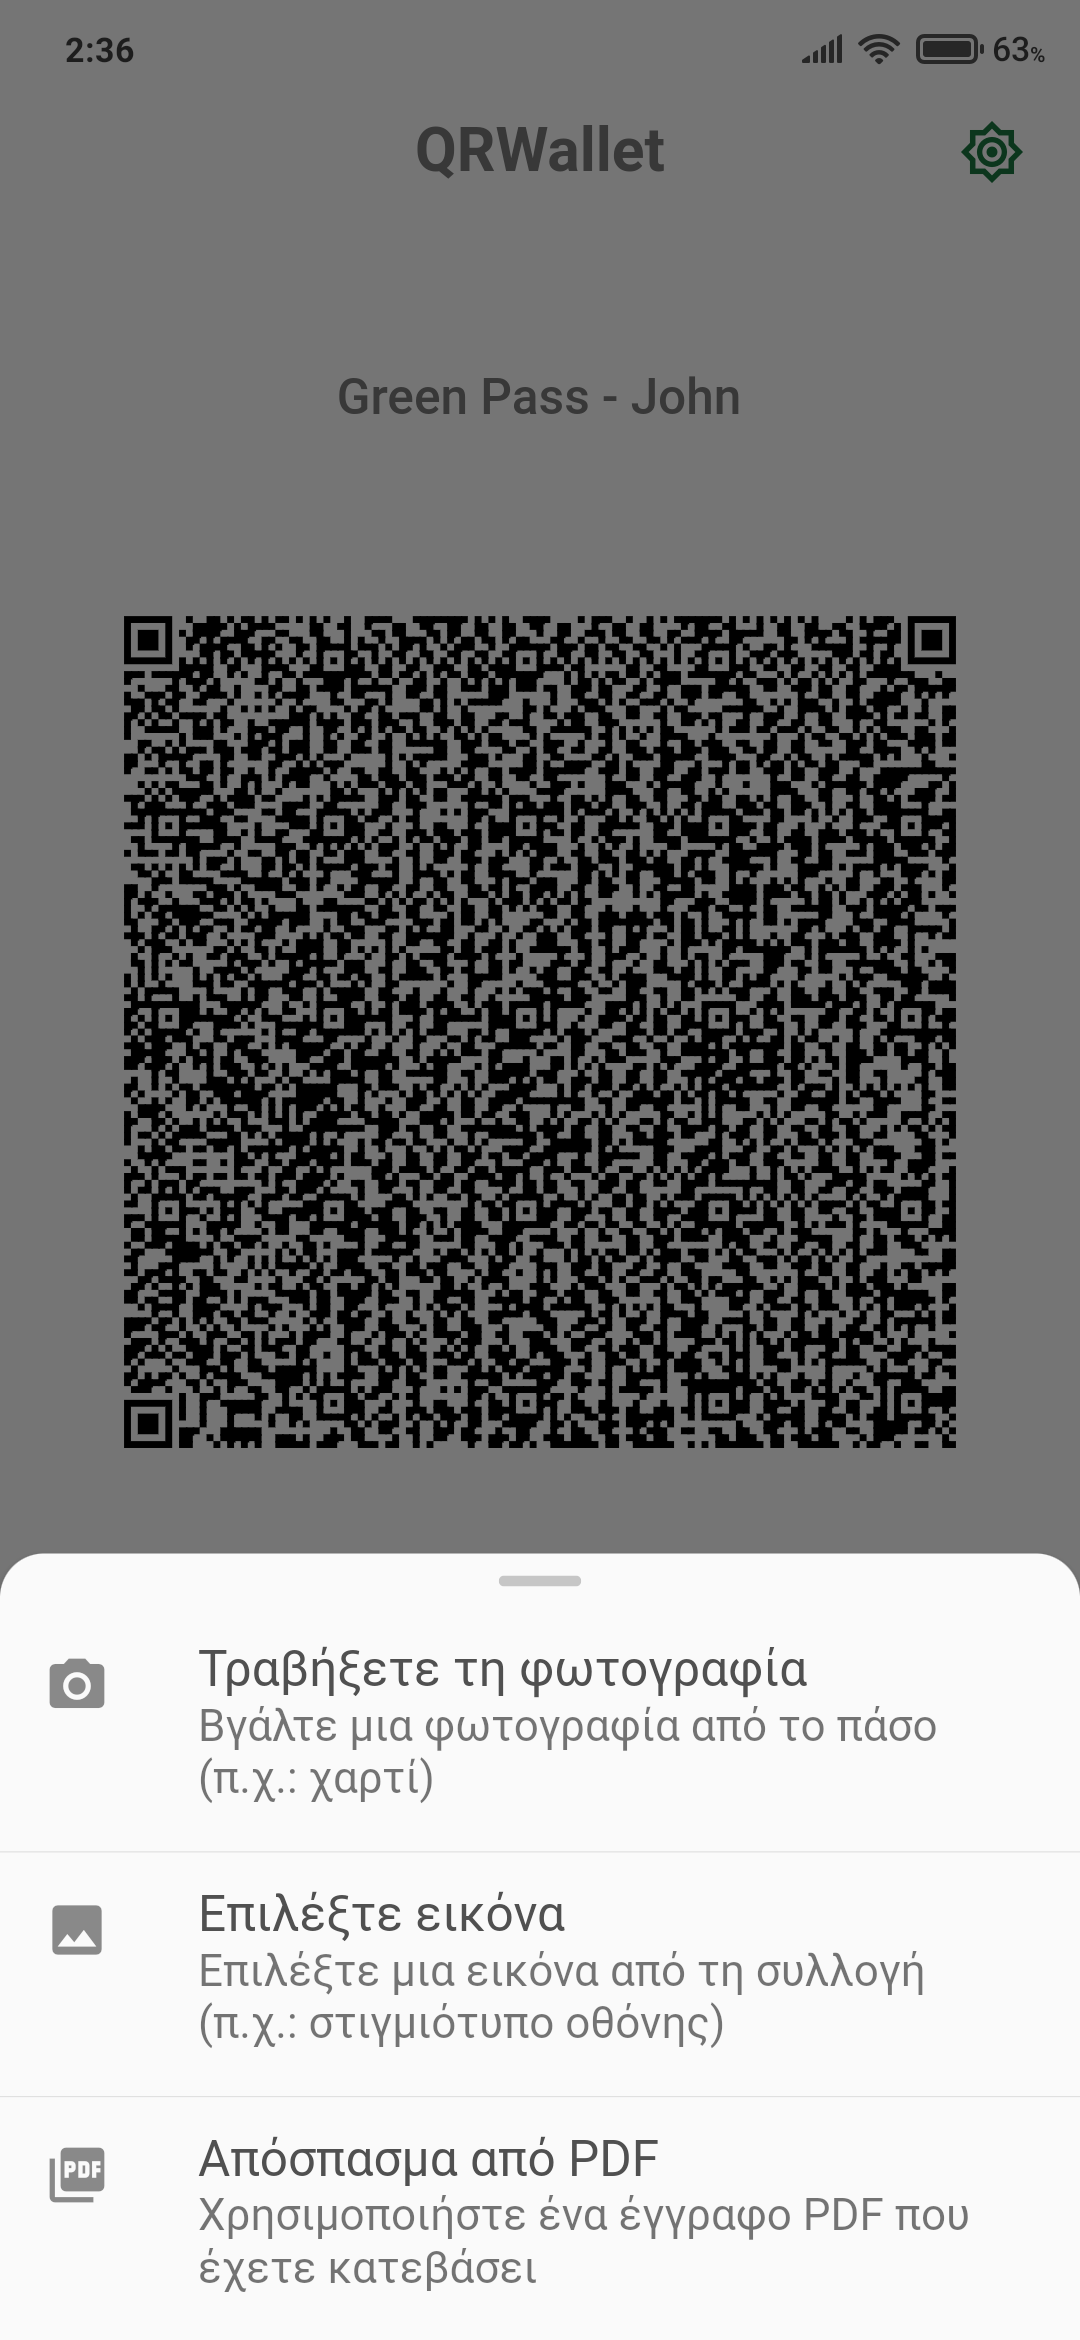 2:36
63%
QRWallet
Green Pass - John
Τραβήξετε τη φωτογραφία
Βγάλτε μια φωτογραφία από το πάσο
(π.χ.: χαρτί)
Επιλέξτε εικόνα
Επιλέξτε μια εικόνα από τη συλλογή
(π.χ.: στιγμιότυπο οθόνης)
PDF
Απόσπασμα από PDF
Χρησιμοποιήστε ένα έγγραφο PDF που
έχετε κατεβάσει